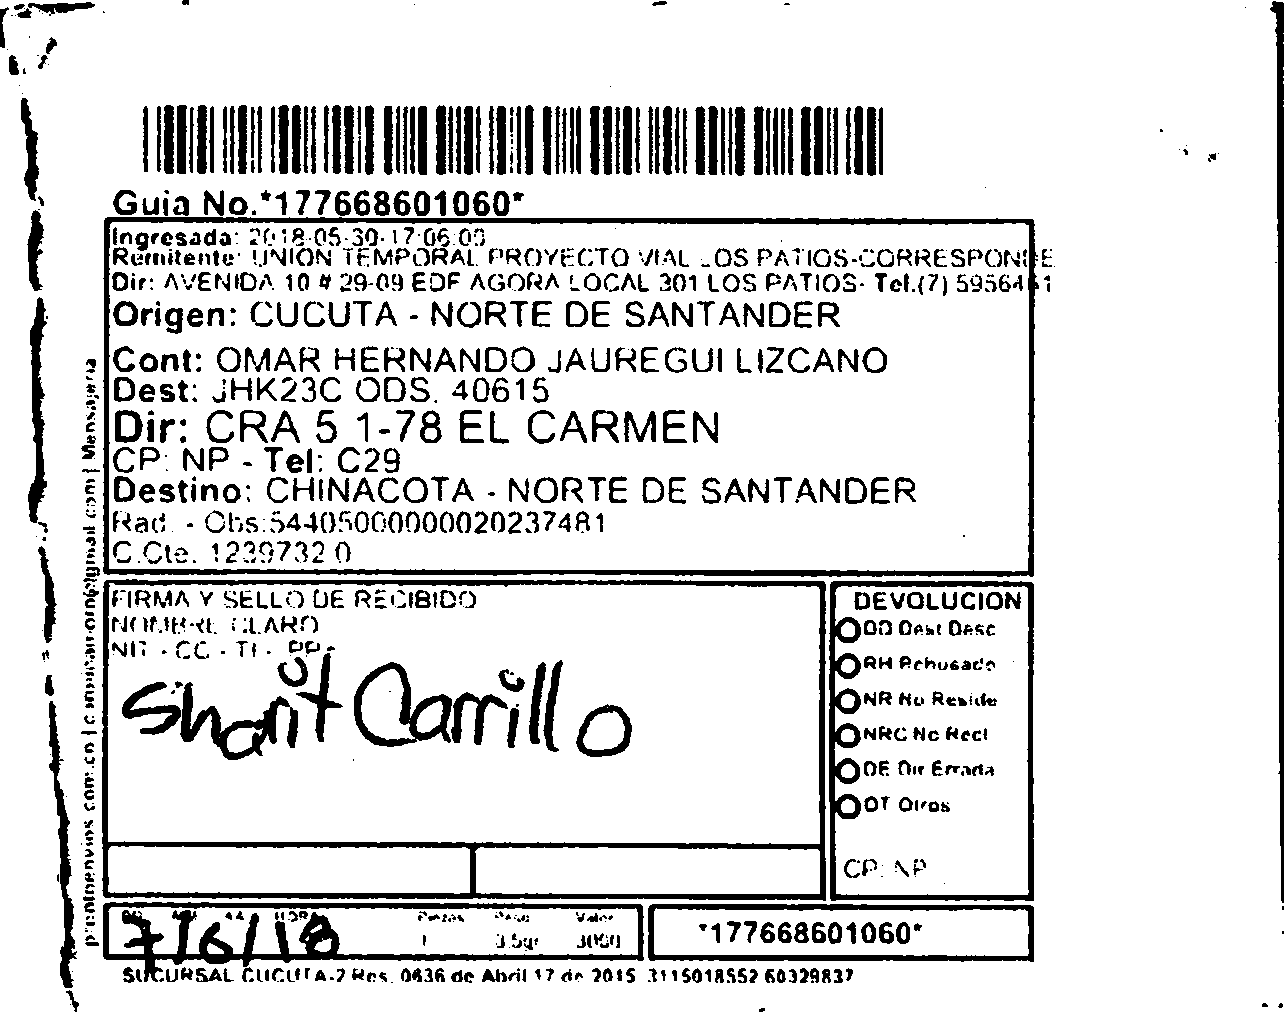 Guia No.*177668601060*
Ingresada: 2018-05-30-17:06:00
Remitente: UNION TEMPORAL PROYECTO VIAL LOS PATIOS-CORRESPONDE
Dir: AVENIDA 10 # 29-09 EDF AGORA LOCAL 301 LOS PATIOS- Tel.(7) 5956461
Origen: CUCUTA - NORTE DE SANTANDER
Cont: OMAR HERNANDO JAUREGUI LIZCANO
Dest: JHK23C ODS. 40615
Dir: CRA 5 1-78 EL CARMEN
CP: NP - Tel: C29
Destino: CHINACOTA - NORTE DE SANTANDER
Rad. - Obs:
C.Cte. 1239732 0
FIRMA Y SELLO DE RECIBIDO
NOMBRE CLARO
NIT - CC - TI -
Sharit Carrillo
DEVOLUCION
DD Dest Desc
RH Rehusado
NR No Reside
NRC No Recl
DE Dir Errada
OT Otros
CP: NP
DD MM AA HORA
7/6/18
Piezas Peso Valor
1 3.5gr 3050
*177668601060*
SUCURSAL CUCUTA-2 Res. 0636 de Abril 17 de 2015 3115018552 60329837
| Mensajeria